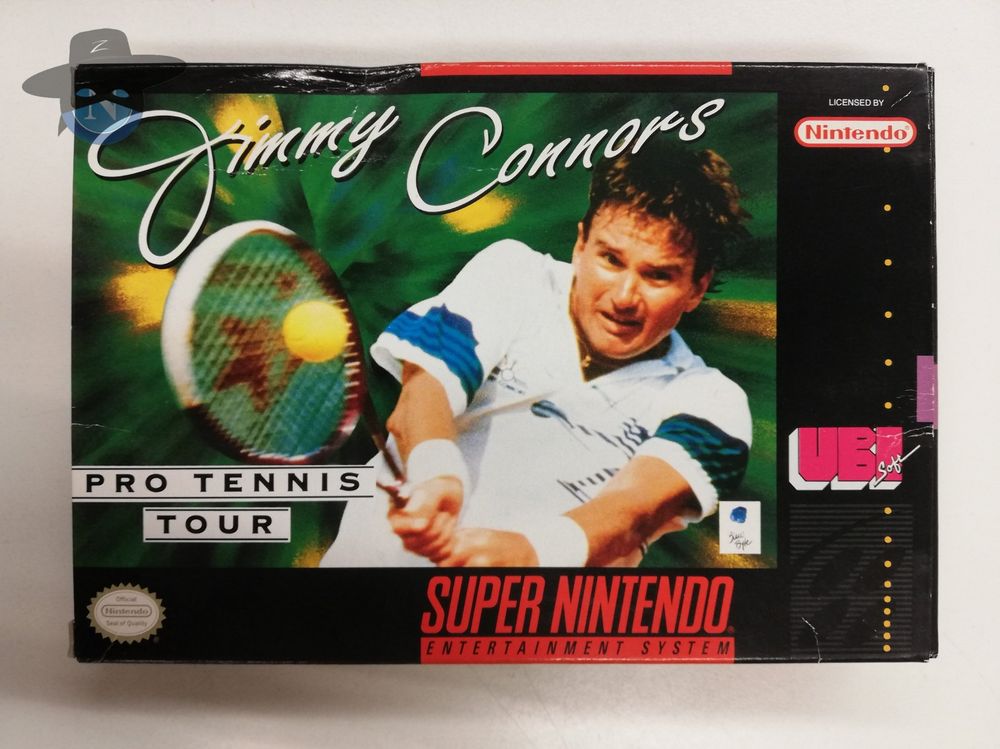 Z
N
Jimmy Connors
LICENSED BY
Nintendo®
PRO TENNIS
TOUR
UBI
Soft
Official
Nintendo
Seal of Quality
SUPER NINTENDO
ENTERTAINMENT SYSTEM